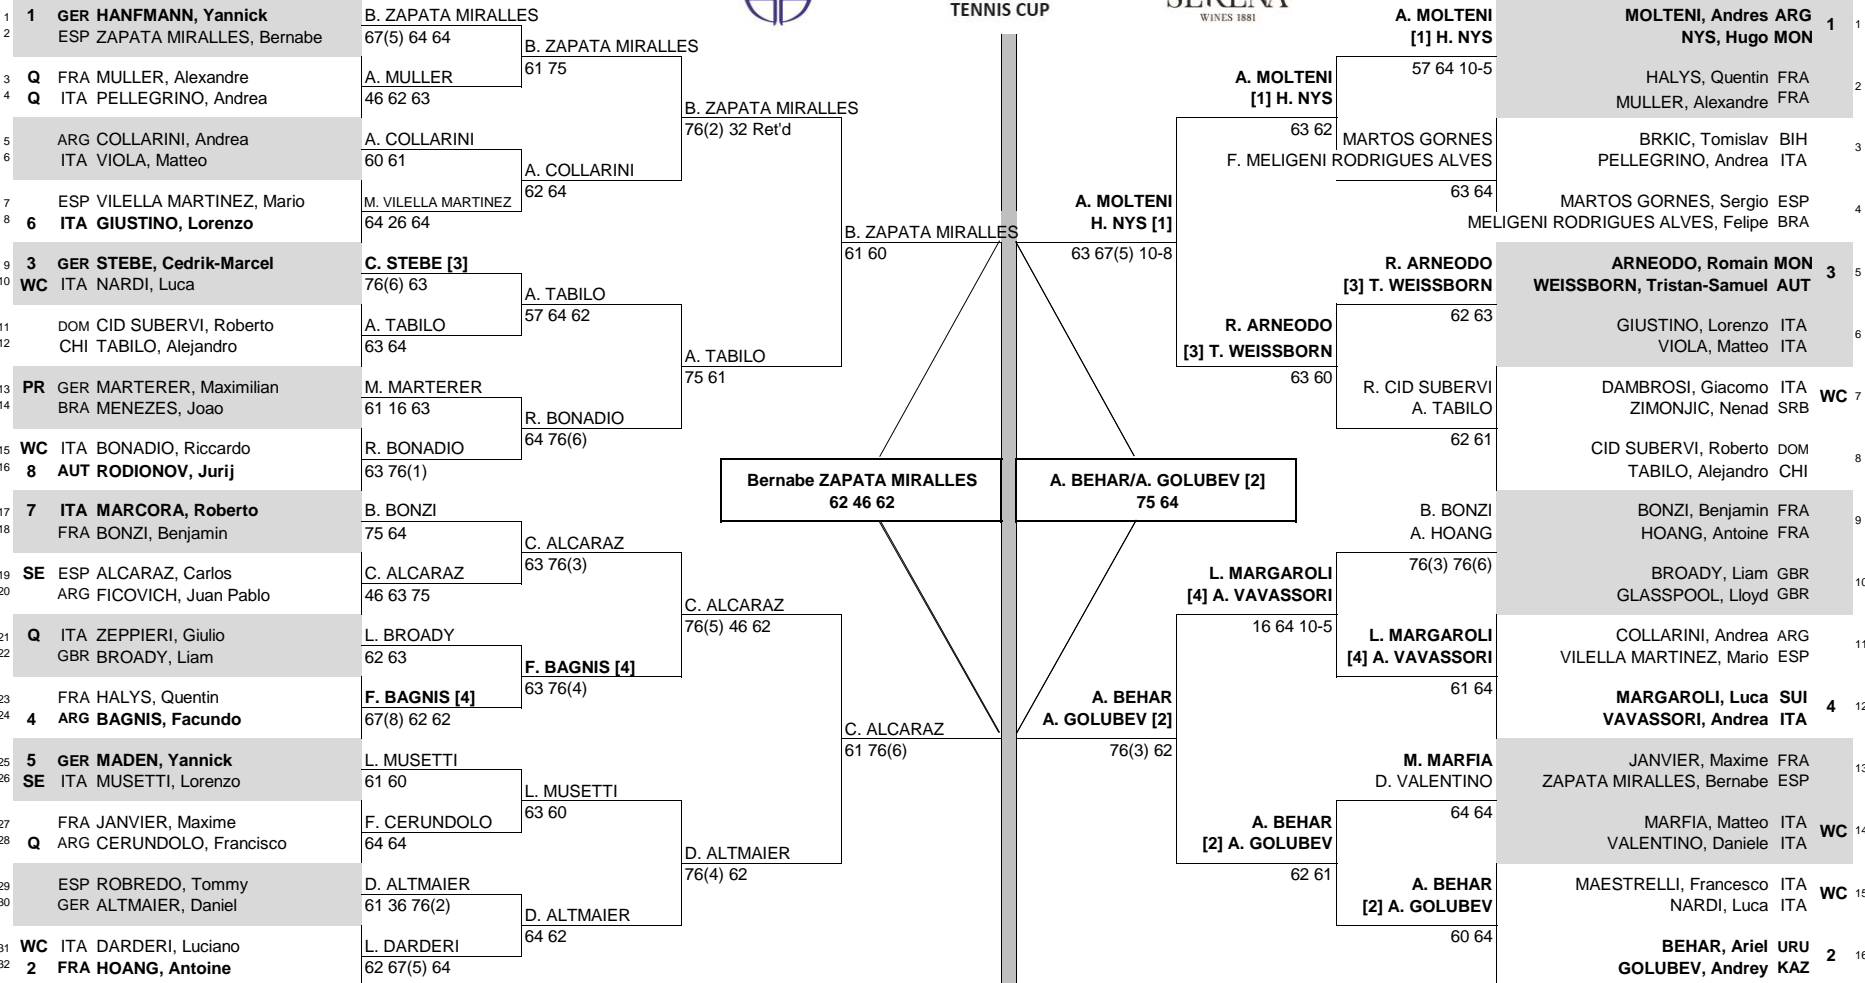 TENNIS CUP
SERENA
WINES 1881
1 1 GER HANFMANN, Yannick
2 ESP ZAPATA MIRALLES, Bernabe
3 Q FRA MULLER, Alexandre
4 Q ITA PELLEGRINO, Andrea
5 ARG COLLARINI, Andrea
6 ITA VIOLA, Matteo
7 ESP VILELLA MARTINEZ, Mario
8 6 ITA GIUSTINO, Lorenzo
9 3 GER STEBE, Cedrik-Marcel
10 WC ITA NARDI, Luca
11 DOM CID SUBERVI, Roberto
12 CHI TABILO, Alejandro
13 PR GER MARTERER, Maximilian
14 BRA MENEZES, Joao
15 WC ITA BONADIO, Riccardo
16 8 AUT RODIONOV, Jurij
17 7 ITA MARCORA, Roberto
18 FRA BONZI, Benjamin
19 SE ESP ALCARAZ, Carlos
20 ARG FICOVICH, Juan Pablo
21 Q ITA ZEPPIERI, Giulio
22 GBR BROADY, Liam
23 FRA HALYS, Quentin
24 4 ARG BAGNIS, Facundo
25 5 GER MADEN, Yannick
26 SE ITA MUSETTI, Lorenzo
27 FRA JANVIER, Maxime
28 Q ARG CERUNDOLO, Francisco
29 ESP ROBREDO, Tommy
30 GER ALTMAIER, Daniel
31 WC ITA DARDERI, Luciano
32 2 FRA HOANG, Antoine
B. ZAPATA MIRALLES
67(5) 64 64
A. MULLER
46 62 63
A. COLLARINI
60 61
M. VILELLA MARTINEZ
64 26 64
C. STEBE [3]
76(6) 63
A. TABILO
63 64
M. MARTERER
61 16 63
R. BONADIO
63 76(1)
B. BONZI
75 64
C. ALCARAZ
46 63 75
L. BROADY
62 63
F. BAGNIS [4]
67(8) 62 62
L. MUSETTI
61 60
F. CERUNDOLO
64 64
D. ALTMAIER
61 36 76(2)
L. DARDERI
62 67(5) 64
B. ZAPATA MIRALLES
61 75
A. COLLARINI
62 64
A. TABILO
57 64 62
R. BONADIO
64 76(6)
C. ALCARAZ
63 76(3)
F. BAGNIS [4]
63 76(4)
L. MUSETTI
63 60
D. ALTMAIER
64 62
B. ZAPATA MIRALLES
76(2) 32 Ret'd
A. TABILO
75 61
C. ALCARAZ
76(5) 46 62
D. ALTMAIER
76(4) 62
B. ZAPATA MIRALLES
61 60
C. ALCARAZ
61 76(6)
Bernabe ZAPATA MIRALLES
62 46 62
A. BEHAR/A. GOLUBEV [2]
75 64
A. MOLTENI
H. NYS [1]
63 67(5) 10-8
A. BEHAR
A. GOLUBEV [2]
76(3) 62
A. MOLTENI
[1] H. NYS
63 62
R. ARNEODO
[3] T. WEISSBORN
63 60
L. MARGAROLI
[4] A. VAVASSORI
16 64 10-5
A. BEHAR
[2] A. GOLUBEV
62 61
A. MOLTENI
[1] H. NYS
57 64 10-5
MARTOS GORNES
F. MELIGENI RODRIGUES ALVES
63 64
R. ARNEODO
[3] T. WEISSBORN
62 63
R. CID SUBERVI
A. TABILO
62 61
B. BONZI
A. HOANG
76(3) 76(6)
L. MARGAROLI
[4] A. VAVASSORI
61 64
M. MARFIA
D. VALENTINO
64 64
A. BEHAR
[2] A. GOLUBEV
60 64
MOLTENI, Andres ARG 1 1
NYS, Hugo MON
HALYS, Quentin FRA 2
MULLER, Alexandre FRA
BRKIC, Tomislav BIH 3
PELLEGRINO, Andrea ITA
MARTOS GORNES, Sergio ESP 4
MELIGENI RODRIGUES ALVES, Felipe BRA
ARNEODO, Romain MON 3 5
WEISSBORN, Tristan-Samuel AUT
GIUSTINO, Lorenzo ITA 6
VIOLA, Matteo ITA
DAMBROSI, Giacomo ITA WC 7
ZIMONJIC, Nenad SRB
CID SUBERVI, Roberto DOM 8
TABILO, Alejandro CHI
BONZI, Benjamin FRA 9
HOANG, Antoine FRA
BROADY, Liam GBR 10
GLASSPOOL, Lloyd GBR
COLLARINI, Andrea ARG 11
VILELLA MARTINEZ, Mario ESP
MARGAROLI, Luca SUI 4 12
VAVASSORI, Andrea ITA
JANVIER, Maxime FRA 13
ZAPATA MIRALLES, Bernabe ESP
MARFIA, Matteo ITA WC 14
VALENTINO, Daniele ITA
MAESTRELLI, Francesco ITA WC 15
NARDI, Luca ITA
BEHAR, Ariel URU 2 16
GOLUBEV, Andrey KAZ